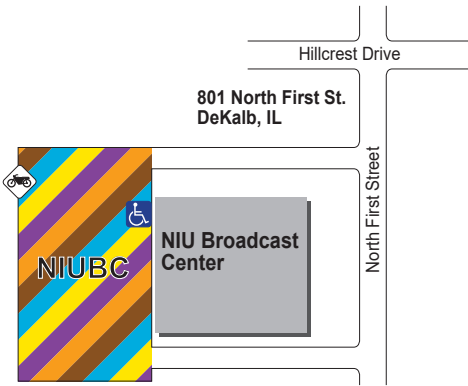 Hillcrest Drive
801 North First St.
DeKalb, IL
North First Street
NIU Broadcast
Center
NIUBC